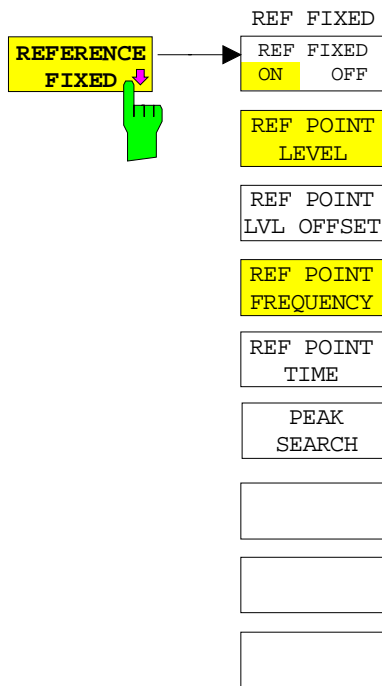 REF FIXED
REFERENCE
FIXED
REF FIXED
ON OFF
REF POINT
LEVEL
REF POINT
LVL OFFSET
REF POINT
FREQUENCY
REF POINT
TIME
PEAK
SEARCH